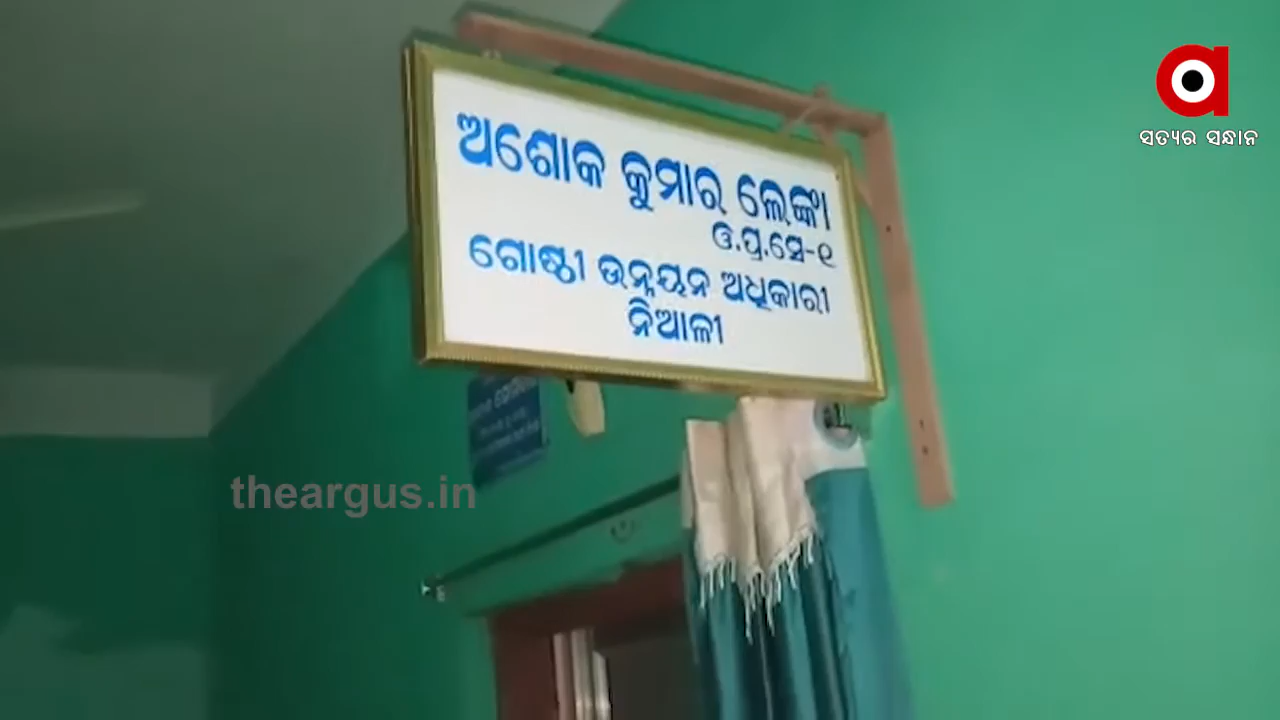 ସତ୍ୟର ସନ୍ଧାନ
ଅଶୋକ କୁମାର ଲେଙ୍କା
ଓ.ପ୍ର.ସେ-୧
ଗୋଷ୍ଠୀ ଉନ୍ନୟନ ଅଧିକାରୀ
ନିଆଳୀ
theargus.in